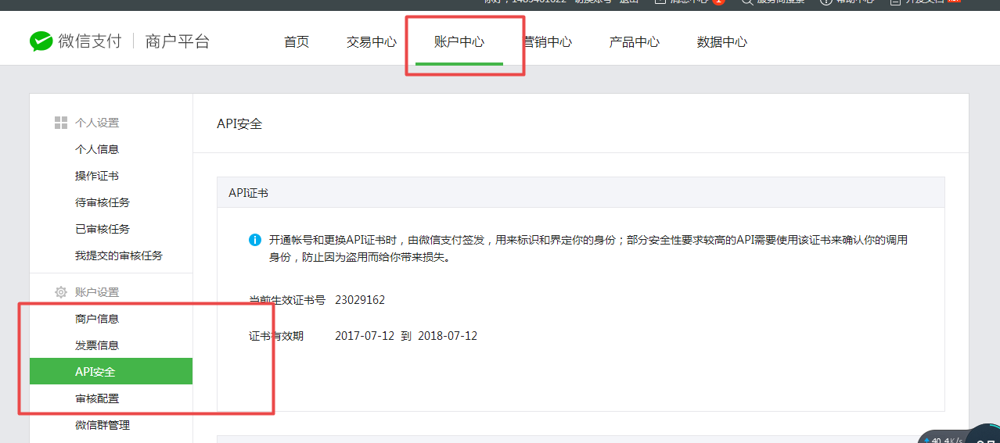 微信支付 商户平台 首页 交易中心 账户中心 营销中心 产品中心 数据中心
个人设置
个人信息
操作证书
待审核任务
已审核任务
我提交的审核任务
账户设置
商户信息
发票信息
API安全
审核配置
微信群管理
API安全
API证书
开通帐号和更换API证书时，由微信支付签发，用来标识和界定你的身份；部分安全性要求较高的API需要使用该证书来确认你的调用
身份，防止因为盗用而给你带来损失。
当前生效证书号 23029162
证书有效期 2017-07-12 到 2018-07-12
40.4K/s